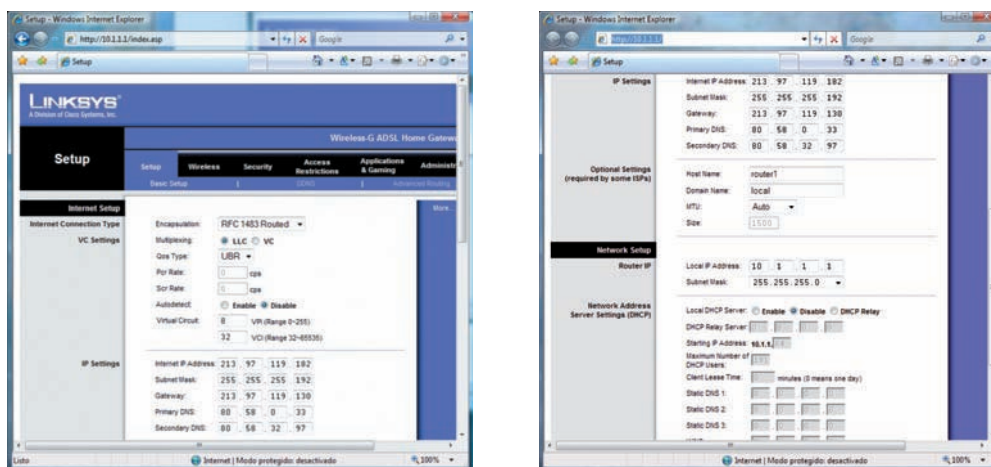 Setup - Windows Internet Explorer
http://10.1.1.1/index.asp
Google
Setup
LINKSYS
A Division of Cisco Systems, Inc.
Wireless-G ADSL Home Gatew
Setup
Setup Wireless Security Access Restrictions Applications & Gaming Administr
Basic Setup | DDNS | Advanced Routing
Internet Setup
More...
Internet Connection Type
Encapsulation: RFC 1483 Routed
VC Settings
Multiplexing: LLC VC
Qos Type: UBR
Pcr Rate: 0 cps
Scr Rate: 0 cps
Autodetect: Enable Disable
Virtual Circuit: 8 VPI (Range 0~255)
32 VCI (Range 32~65535)
IP Settings
Internet IP Address: 213 . 97 . 119 . 182
Subnet Mask: 255 . 255 . 255 . 192
Gateway: 213 . 97 . 119 . 130
Primary DNS: 80 . 58 . 0 . 33
Secondary DNS: 80 . 58 . 32 . 97
Listo
Internet | Modo protegido: desactivado
100%
Setup - Windows Internet Explorer
http://10.1.1.1/
Google
Setup
IP Settings
Internet IP Address: 213 . 97 . 119 . 182
Subnet Mask: 255 . 255 . 255 . 192
Gateway: 213 . 97 . 119 . 130
Primary DNS: 80 . 58 . 0 . 33
Secondary DNS: 80 . 58 . 32 . 97
Optional Settings
(required by some ISPs)
Host Name: router1
Domain Name: local
MTU: Auto
Size: 1500
Network Setup
Router IP
Local IP Address: 10 . 1 . 1 . 1
Subnet Mask: 255.255.255.0
Network Address
Server Settings (DHCP)
Local DHCP Server: Enable Disable DHCP Relay
DHCP Relay Server:
Starting IP Address: 10.1.1.
Maximum Number of
DHCP Users:
Client Lease Time: minutes (0 means one day)
Static DNS 1:
Static DNS 2:
Static DNS 3:
Internet | Modo protegido: desactivado
100%